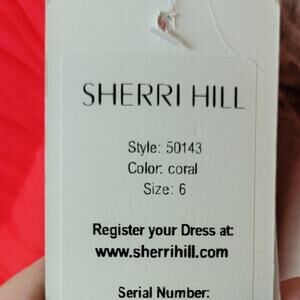 SHERRI HILL
Style: 50143
Color: coral
Size: 6
Register your Dress at:
www.sherrihill.com
Serial Number: